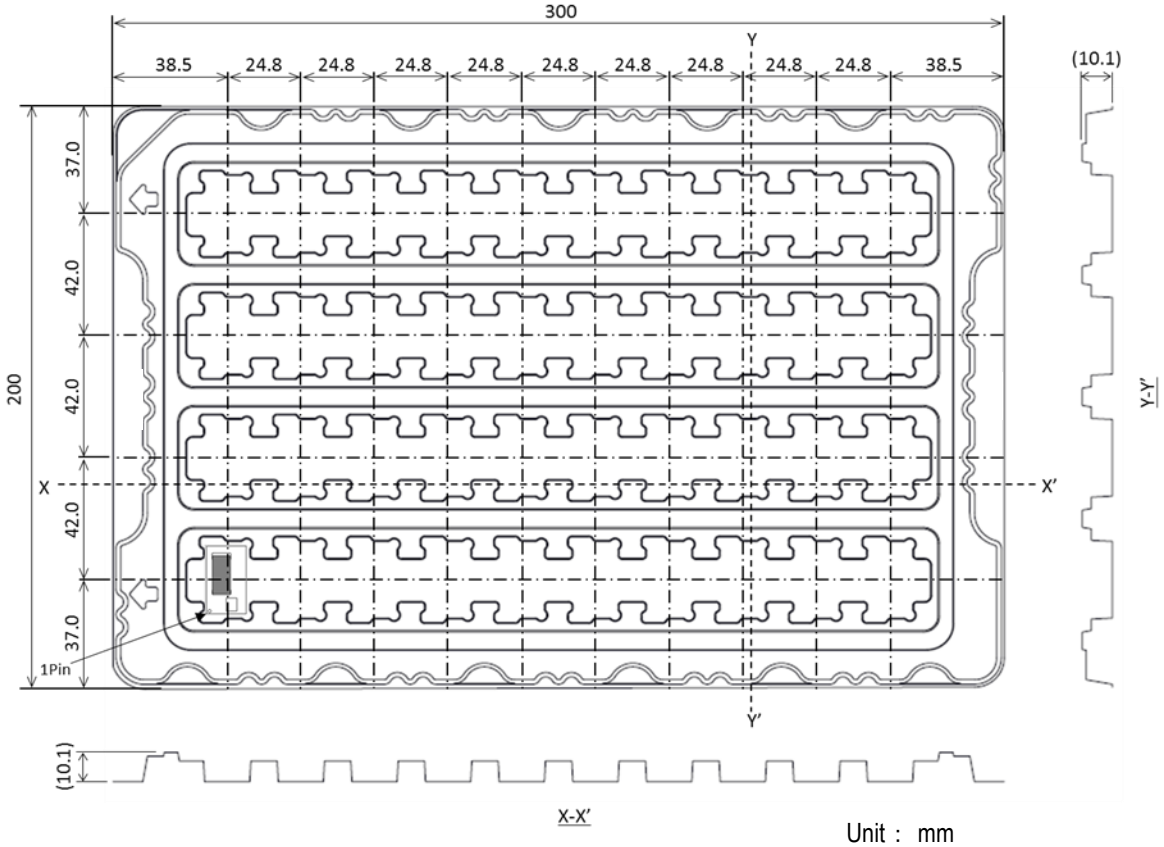 300
Y
38.5 24.8 24.8 24.8 24.8 24.8 24.8 24.8 24.8 24.8 38.5
(10.1)
37.0
42.0
200
42.0
Y-Y'
X X'
42.0
37.0
1Pin
Y'
(10.1)
X-X'
Unit : mm